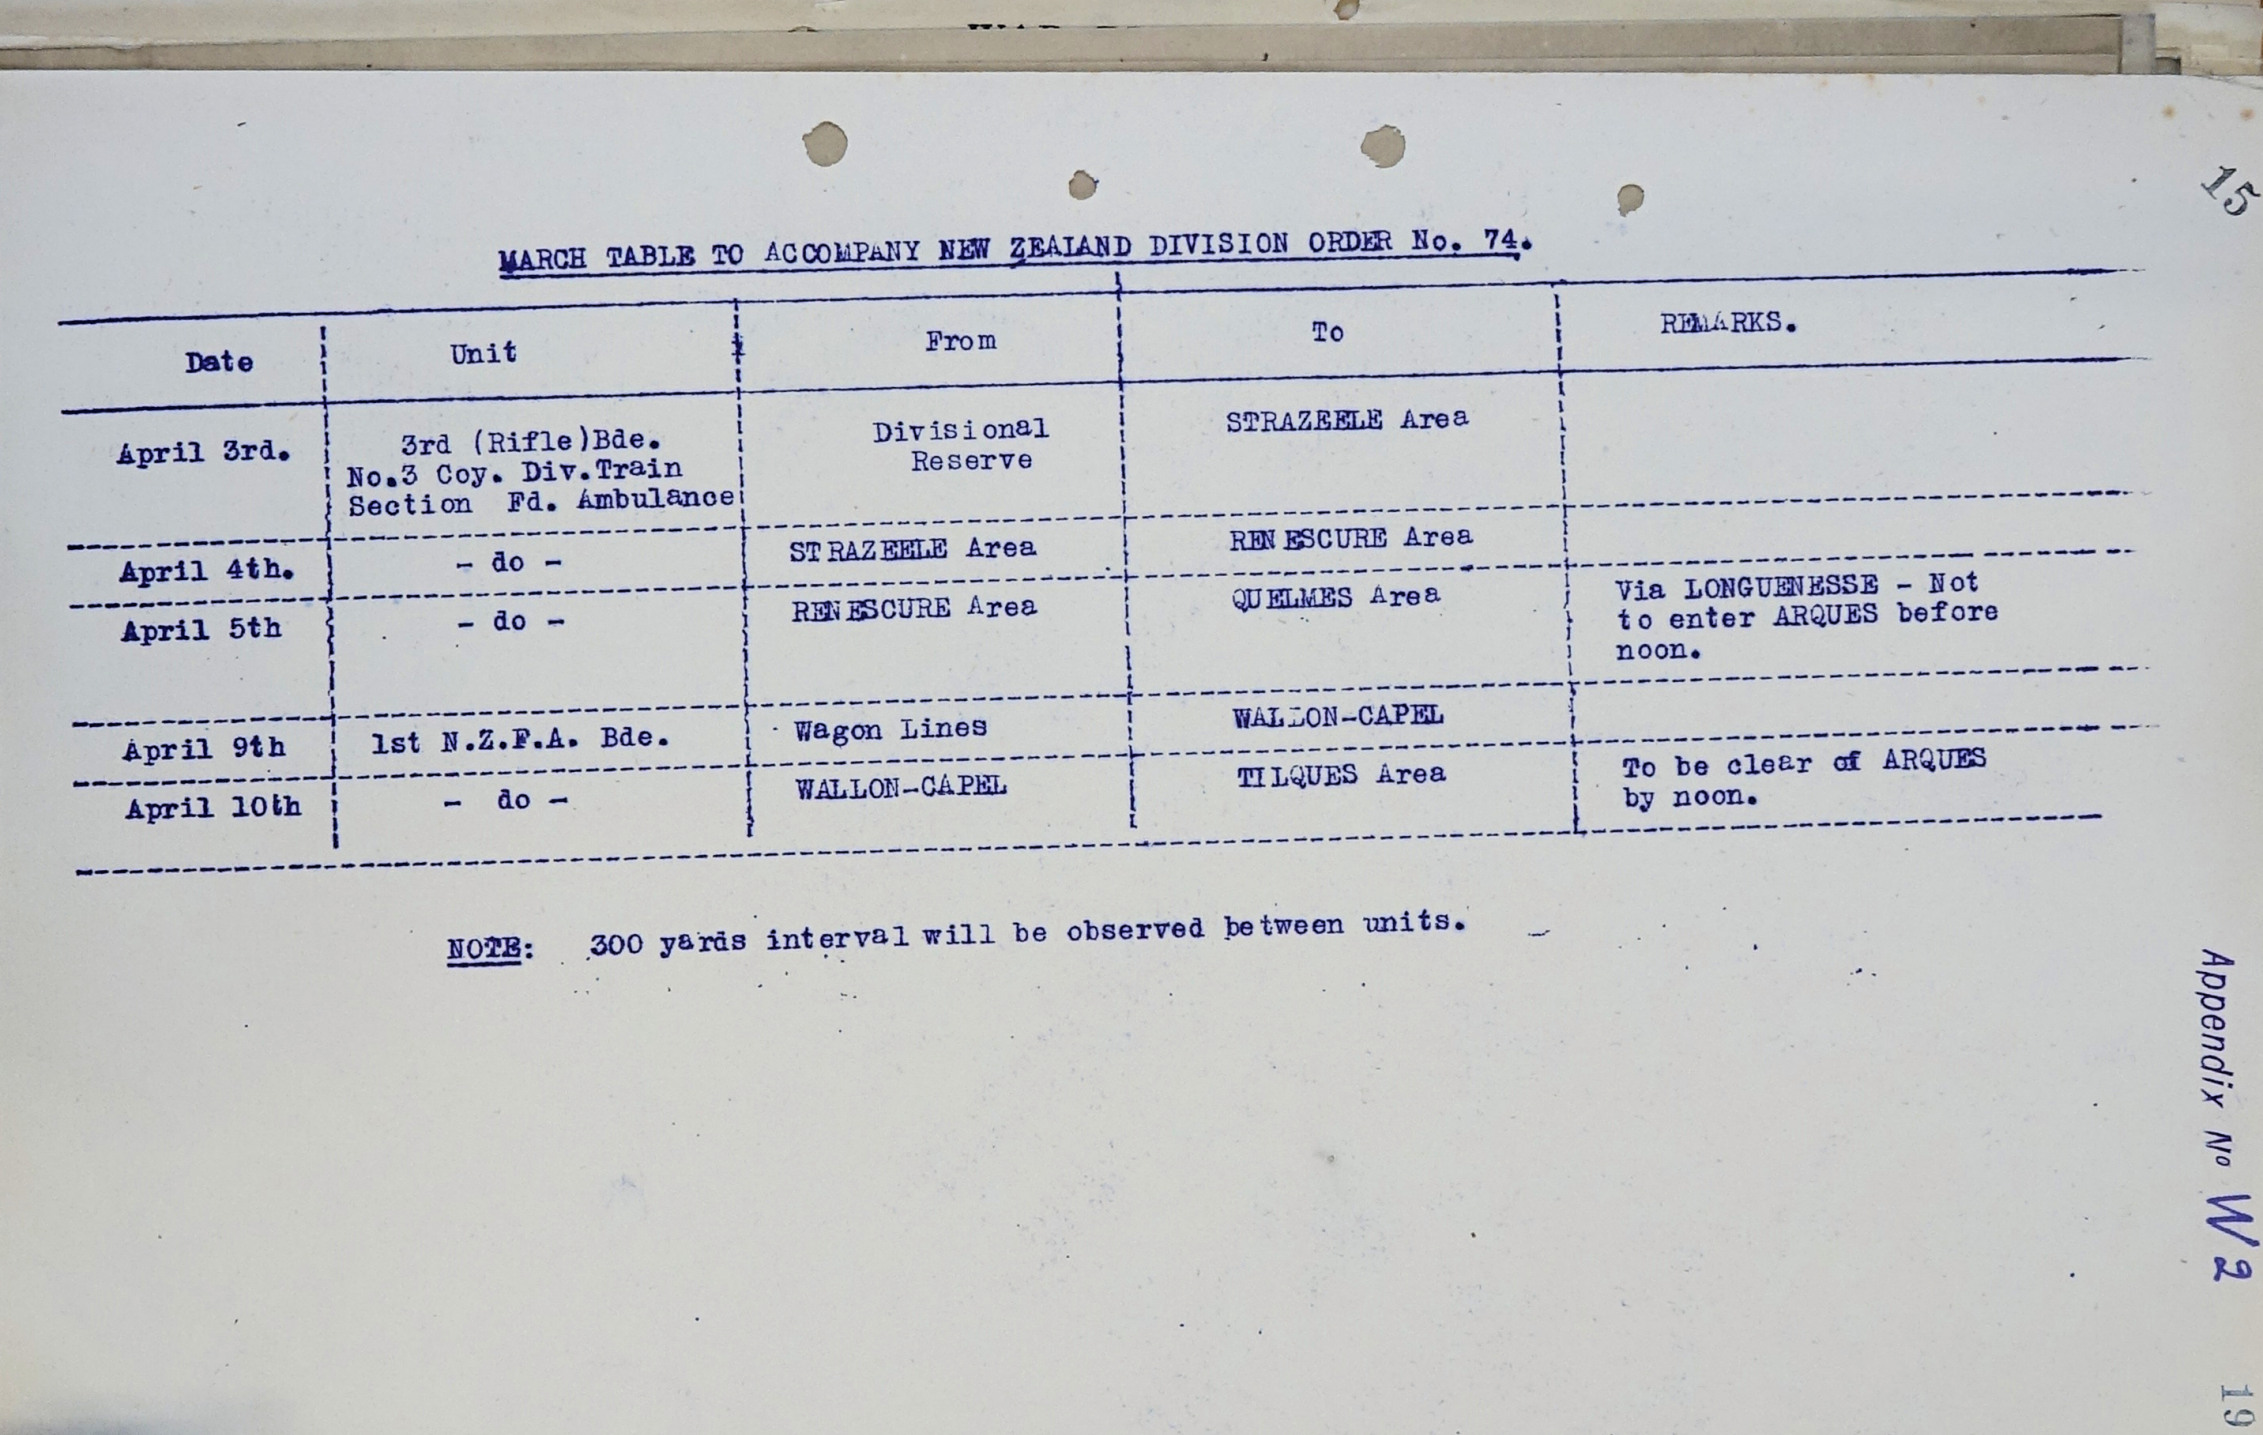 15
MARCH TABLE TO ACCOMPANY NEW ZEALAND DIVISION ORDER No. 74.
Date Unit From To REMARKS.
April 3rd. 3rd (Rifle)Bde. Divisional STRAZEELE Area
No.3 Coy. Div.Train Reserve
Section Fd. Ambulance
April 4th. - do - STRAZEELE Area RENESCURE Area
April 5th - do - RENESCURE Area QUELMES Area Via LONGUENESSE - Not
to enter ARQUES before
noon.
April 9th 1st N.Z.F.A. Bde. Wagon Lines WALLON-CAPEL
April 10th - do - WALLON-CAPEL TILQUES Area To be clear of ARQUES
by noon.
NOTE: 300 yards interval will be observed between units.
Appendix No W2
19